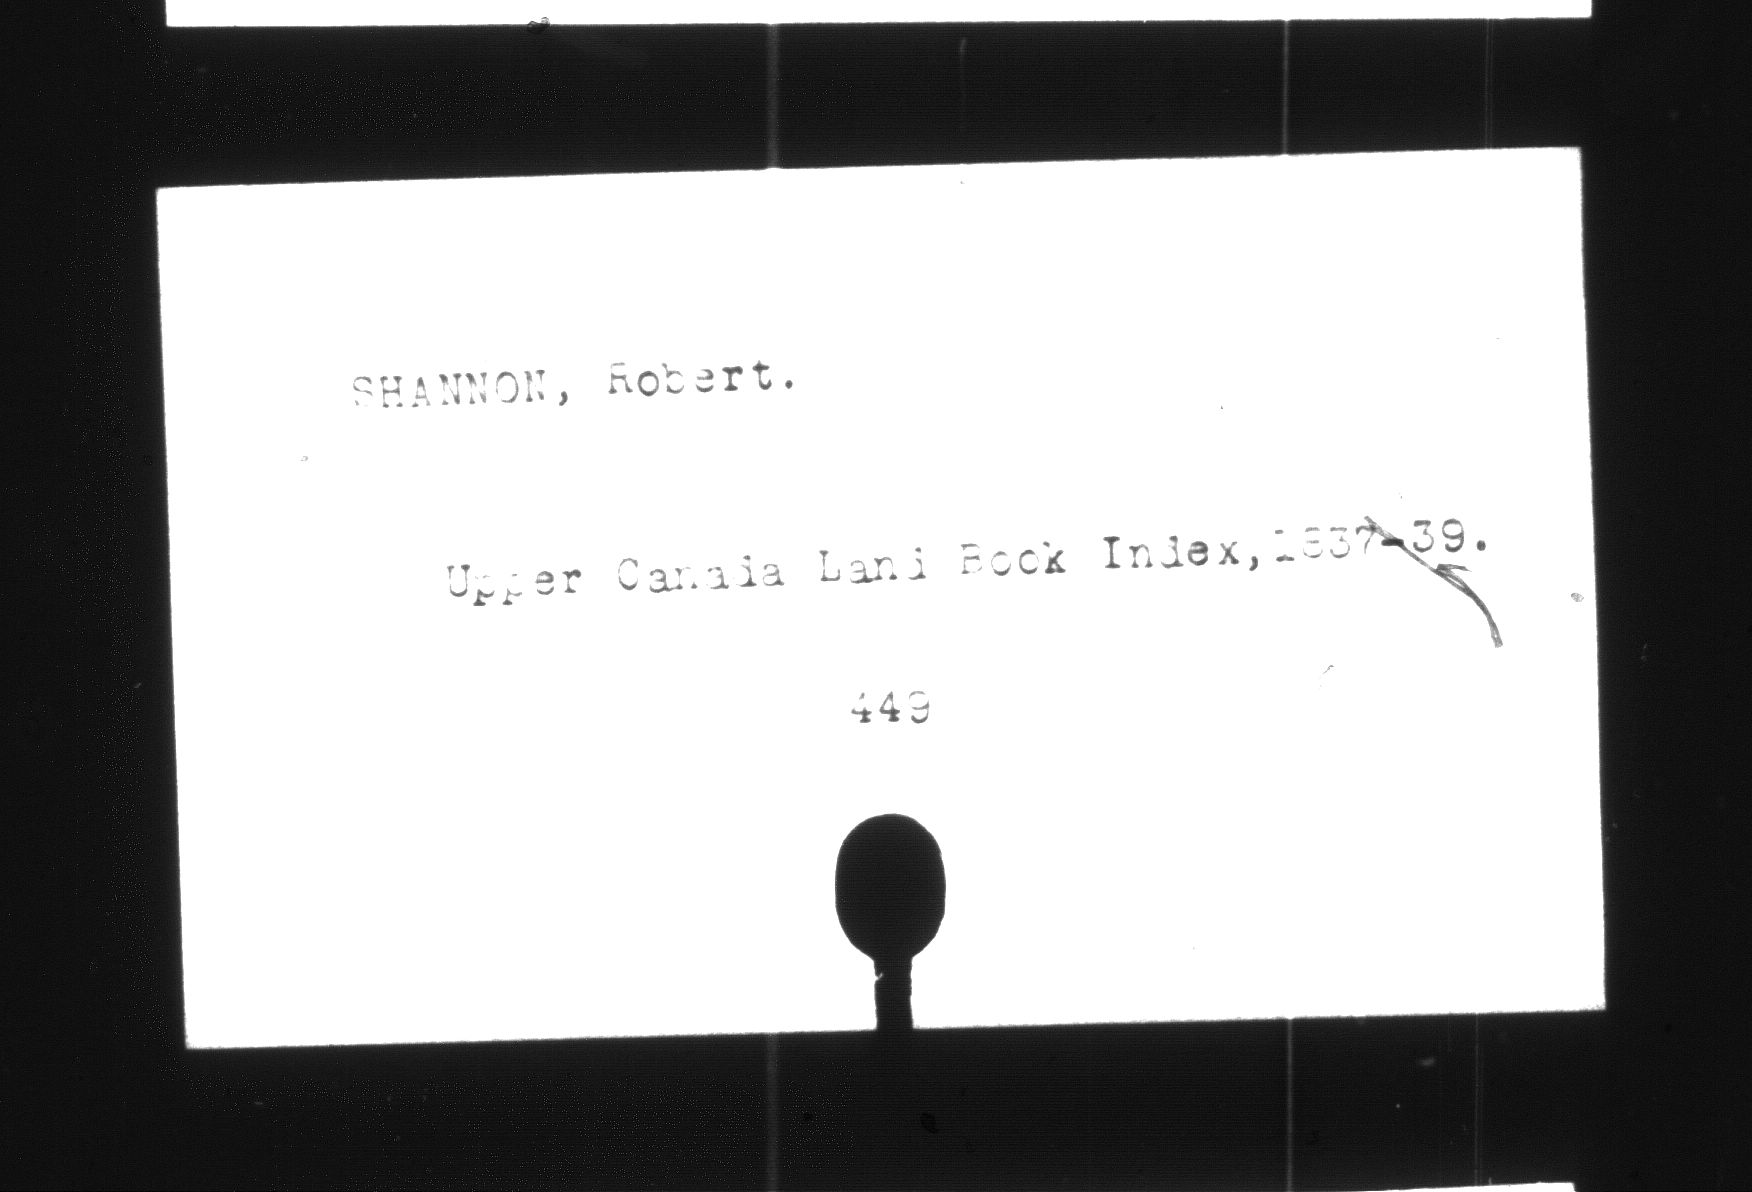 SHANNON, Robert.
Upper Canada Land Book Index, 1837-39.
449